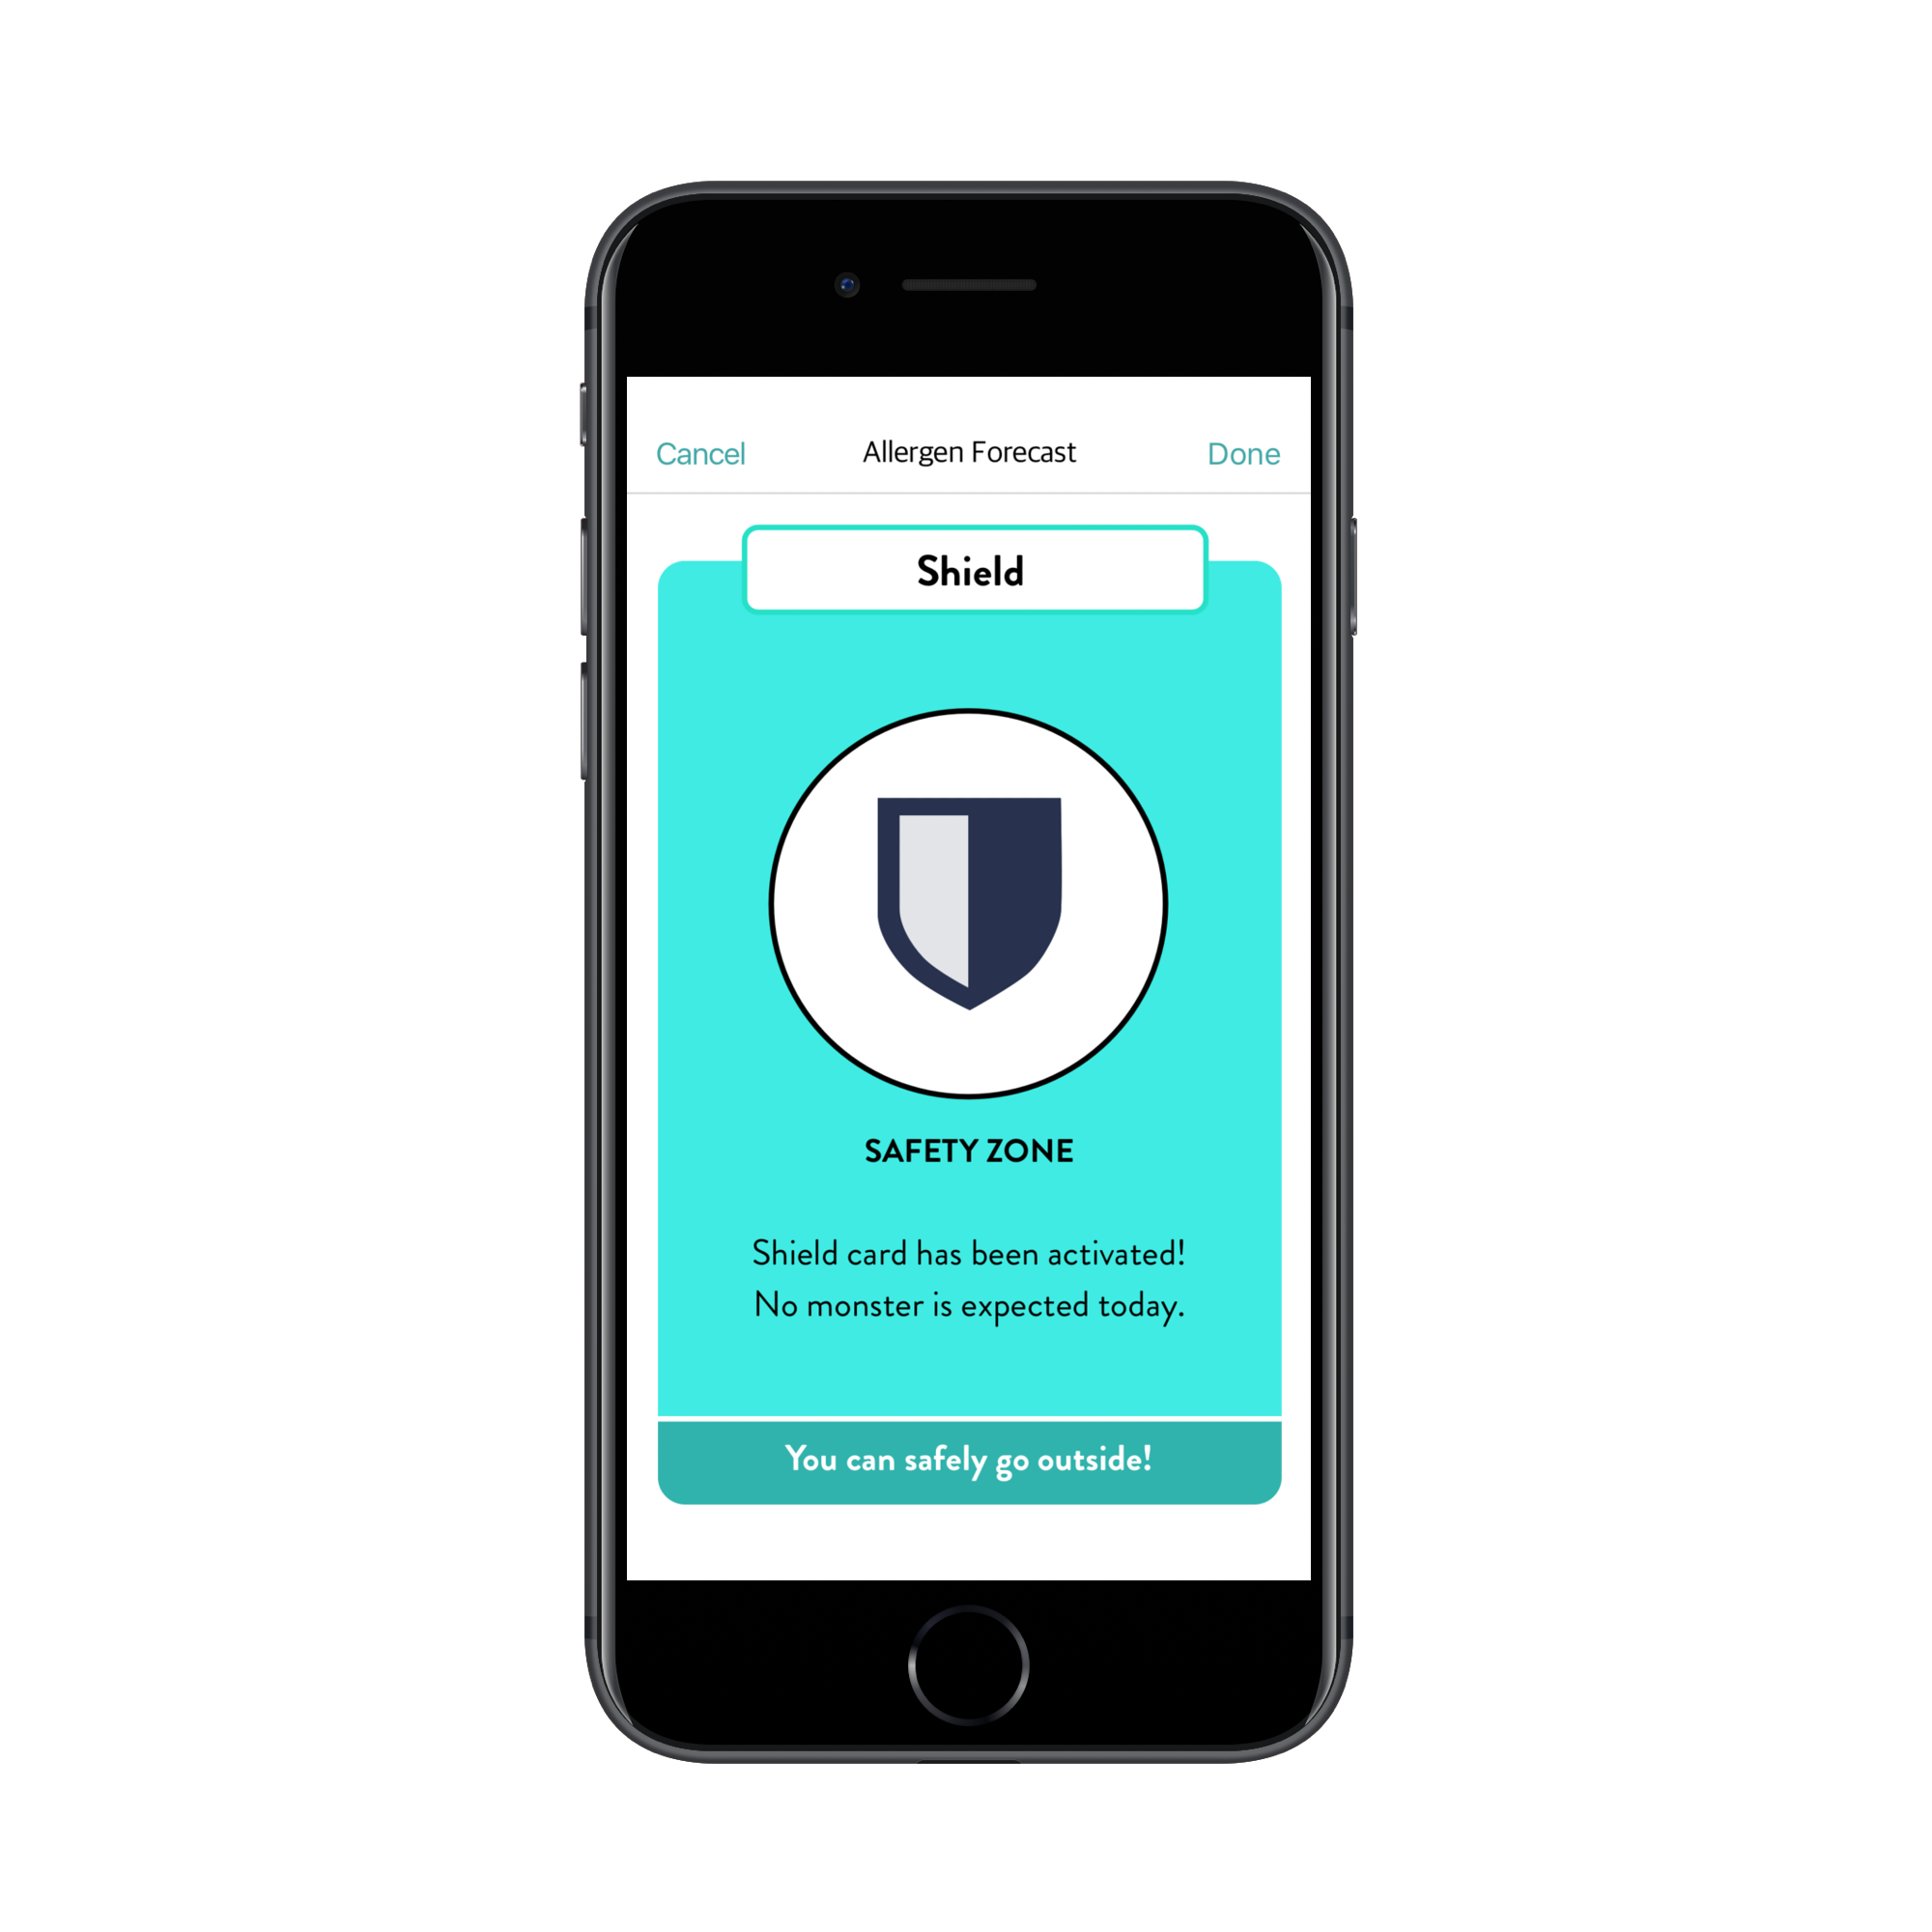 Cancel Allergen Forecast Done
Shield
SAFETY ZONE
Shield card has been activated!
No monster is expected today.
You can safely go outside!